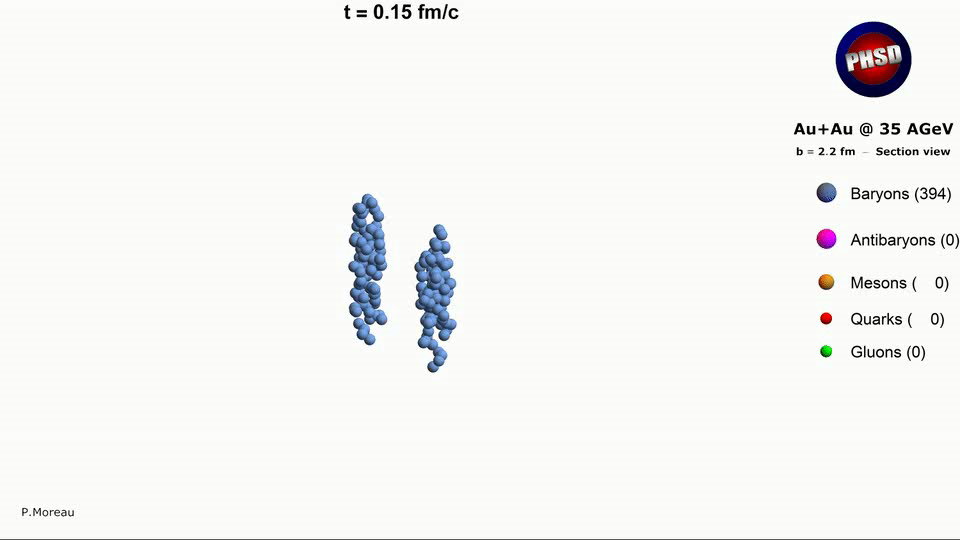 t = 0.15 fm/c
PHSD
Au+Au @ 35 AGeV
b = 2.2 fm – Section view
Baryons (394)
Antibaryons (0)
Mesons ( 0)
Quarks ( 0)
Gluons (0)
P.Moreau